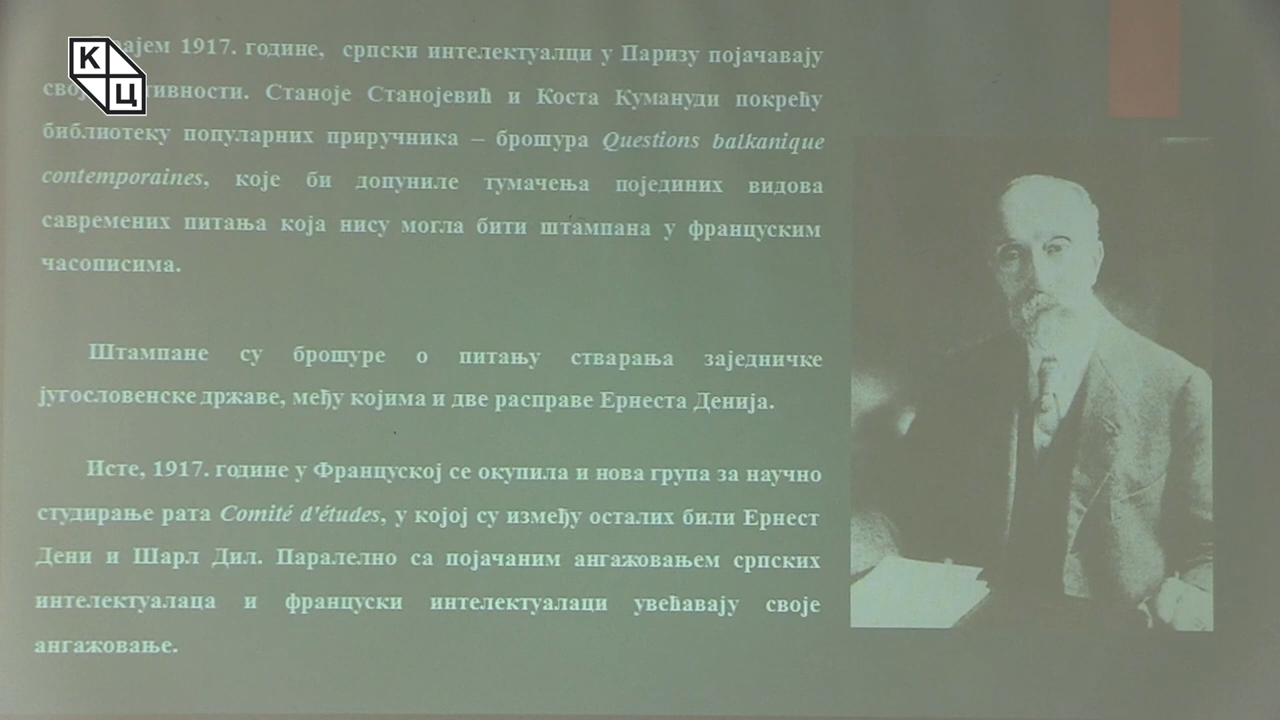 К
Ц
ајем 1917. године, српски интелектуалци у Паризу појачавају
сво тивности. Станоје Станојевић и Коста Кумануди покрећу
библиотеку популарних приручника – брошура Questions balkanique
contemporaines, које би допуниле тумачења појединих видова
савремених питања која нису могла бити штампана у француским
часописима.
Штампане су брошуре о питању стварања заједничке
југословенске државе, међу којима и две расправе Ернеста Денија.
Исте, 1917. године у Француској се окупила и нова група за научно
студирање рата Comité d'études, у којој су између осталих били Ернест
Дени и Шарл Дил. Паралелно са појачаним ангажовањем српских
интелектуалаца и француски интелектуалаци увећавају своје
ангажовање.